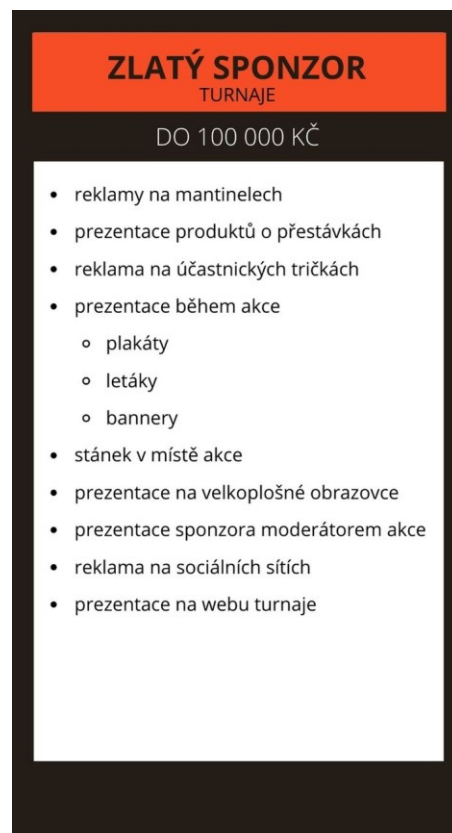 ZLATÝ SPONZOR
TURNAJE
DO 100 000 KČ
• reklamy na mantinelech
• prezentace produktů o přestávkách
• reklama na účastnických tričkách
• prezentace během akce
◦ plakáty
◦ letáky
◦ bannery
• stánek v místě akce
• prezentace na velkoplošné obrazovce
• prezentace sponzora moderátorem akce
• reklama na sociálních sítích
• prezentace na webu turnaje